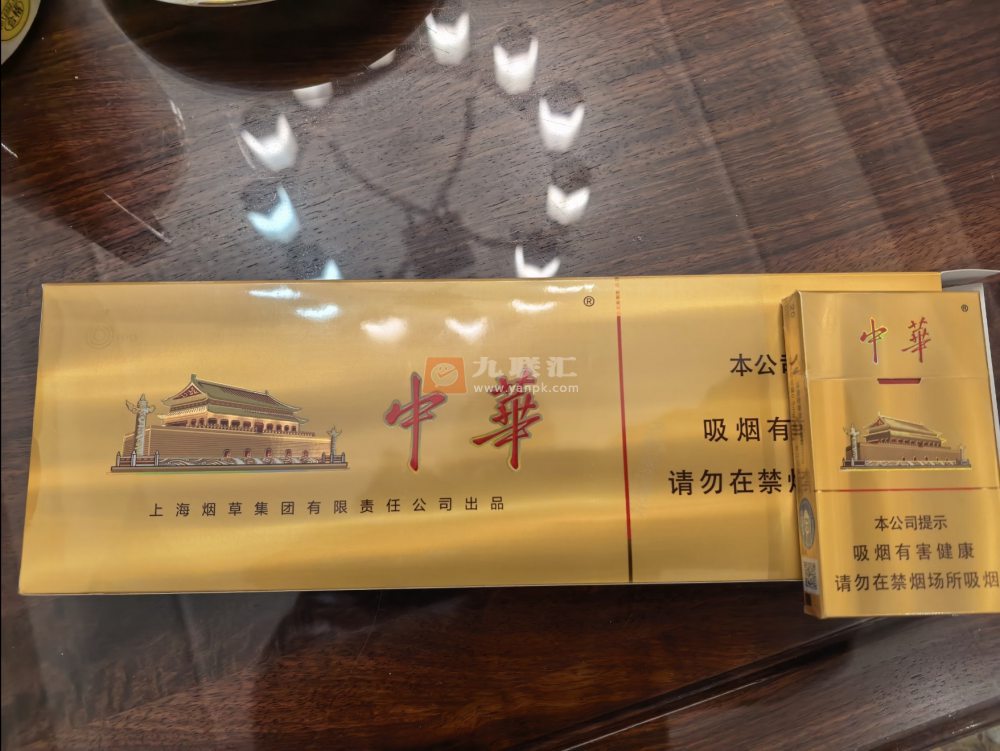 ®
中華
九联汇
www.yanpk.com
上海烟草集团有限责任公司出品
本公司
吸烟有
请勿在禁烟
®
中華
本公司提示
吸烟有害健康
请勿在禁烟场所吸烟